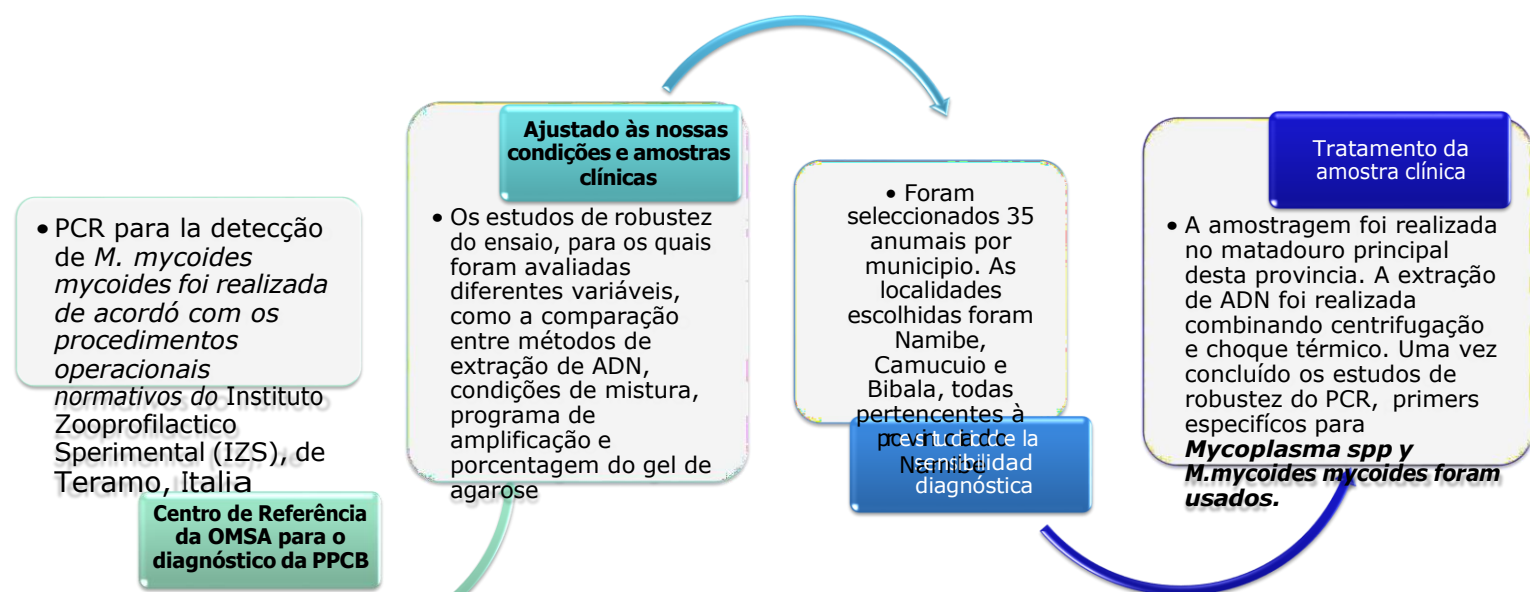 • PCR para la detecção
de M. mycoides
mycoides foi realizada
de acordó com os
procedimentos
operacionais
normativos do Instituto
Zooprofilactico
Sperimental (IZS), de
Teramo, Italia
Centro de Referência
da OMSA para o
diagnóstico da PPCB
Ajustado às nossas
condições e amostras
clínicas
• Os estudos de robustez
do ensaio, para os quais
foram avaliadas
diferentes variáveis,
como a comparação
entre métodos de
extração de ADN,
condições de mistura,
programa de
amplificação e
porcentagem do gel de
agarose
• Foram
seleccionados 35
anumais por
municipio. As
localidades
escolhidas foram
Namibe,
Camucuio e
Bibala, todas
pertencentes à
Namibe
de la
sensibilidad
diagnóstica
Tratamento da
amostra clínica
• A amostragem foi realizada
no matadouro principal
desta provincia. A extração
de ADN foi realizada
combinando centrifugação
e choque térmico. Uma vez
concluído os estudos de
robustez do PCR, primers
especifícos para
Mycoplasma spp y
M.mycoides mycoides foram
usados.